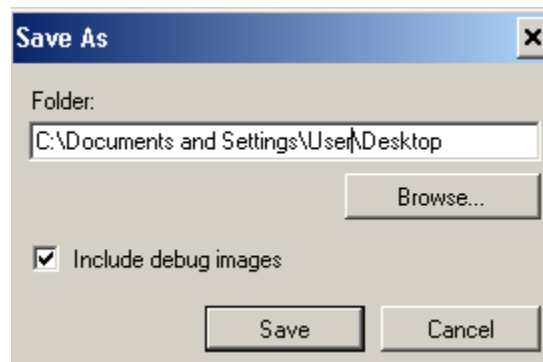 Save As
Folder:
C:\Documents and Settings\User\Desktop
Browse...
Include debug images
Save Cancel